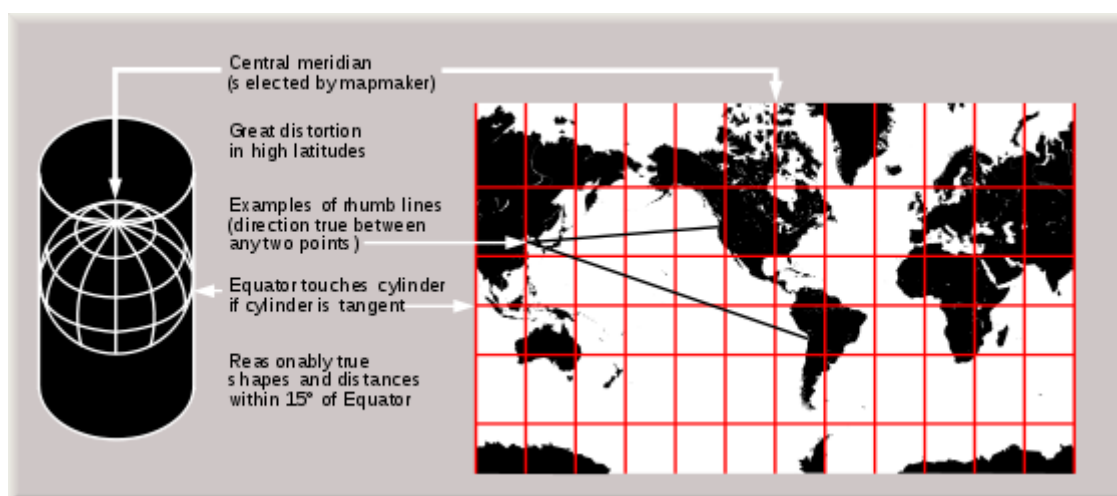 Central meridian
(selected by mapmaker)
Great distortion
in high latitudes
Examples of rhumb lines
(direction true between
any two points)
Equator touches cylinder
if cylinder is tangent
Reasonably true
shapes and distances
within 15° of Equator